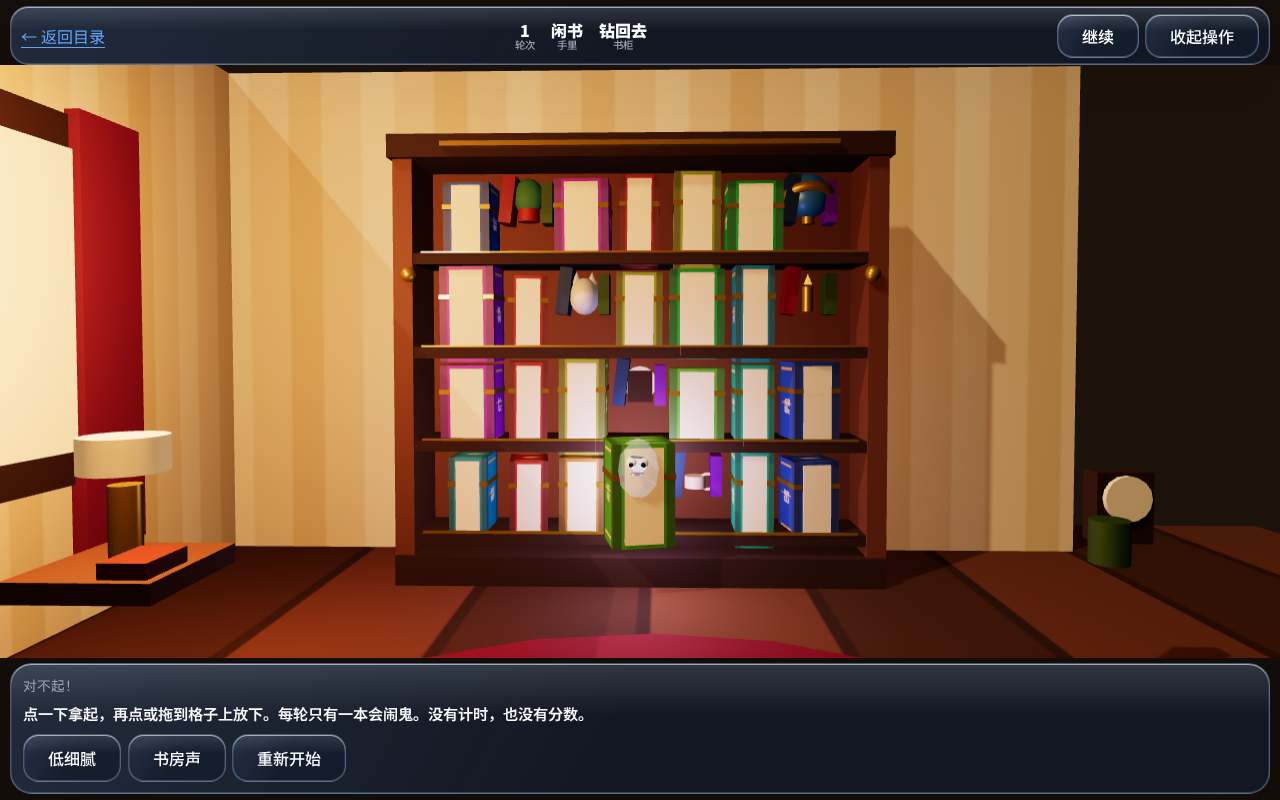 ← 返回目录
1 闲书 钻回去
轮次 手里 书柜
继续
收起操作
对不起！
点一下拿起，再点或拖到格子上放下。每轮只有一本会闹鬼。没有计时，也没有分数。
低细腻
书房声
重新开始